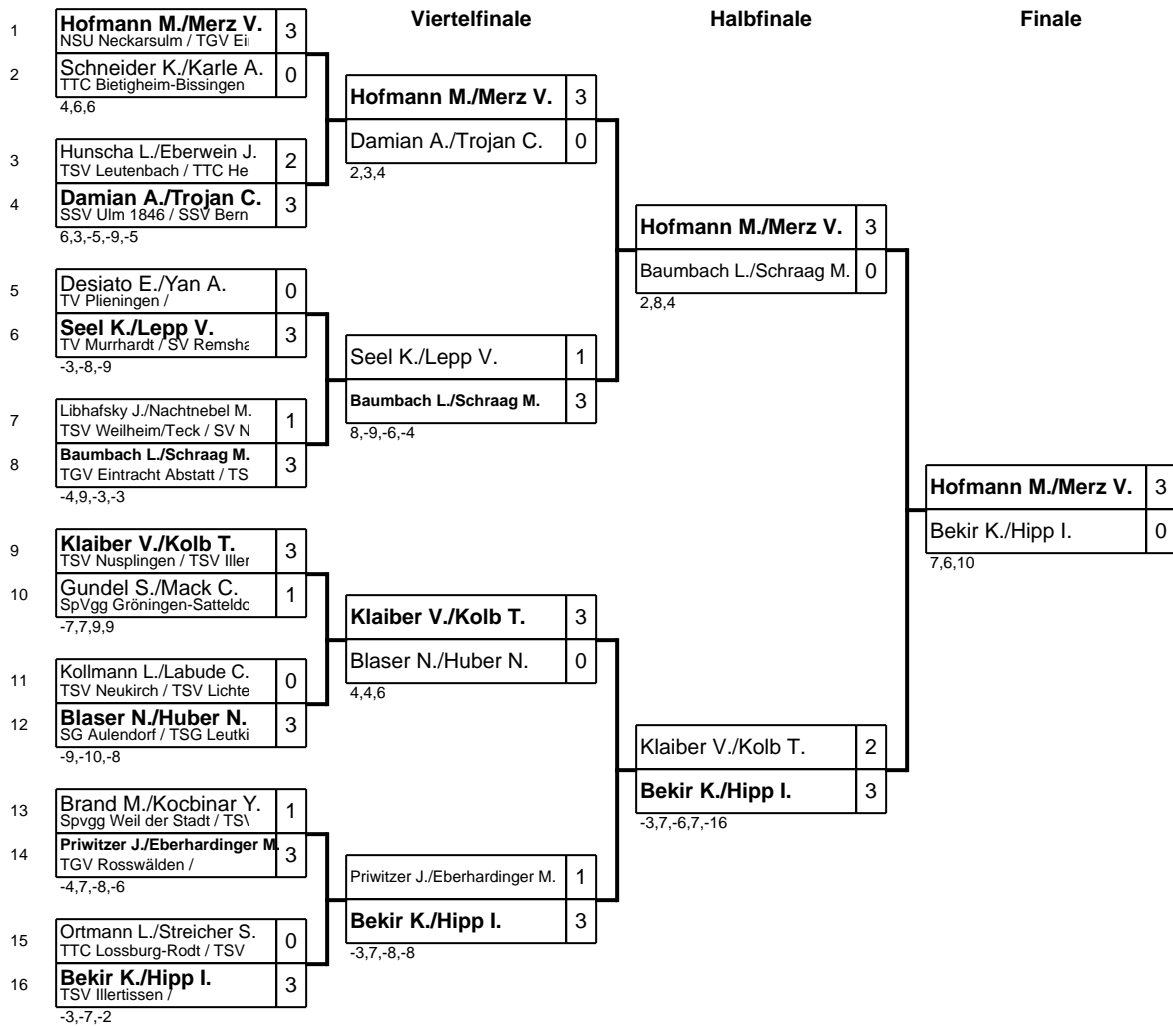 Viertelfinale Halbfinale Finale
1 Hofmann M./Merz V. 3
NSU Neckarsulm / TGV Ei
2 Schneider K./Karle A. 0
TTC Bietigheim-Bissingen
4,6,6
3 Hunscha L./Eberwein J. 2
TSV Leutenbach / TTC He
4 Damian A./Trojan C. 3
SSV Ulm 1846 / SSV Bern
6,3,-5,-9,-5
5 Desiato E./Yan A. 0
TV Plieningen /
6 Seel K./Lepp V. 3
TV Murrhardt / SV Remsha
-3,-8,-9
7 Libhafsky J./Nachtnebel M. 1
TSV Weilheim/Teck / SV N
8 Baumbach L./Schraag M. 3
TGV Eintracht Abstatt / TS
-4,9,-3,-3
9 Klaiber V./Kolb T. 3
TSV Nusplingen / TSV Iller
10 Gundel S./Mack C. 1
SpVgg Gröningen-Satteldo
-7,7,9,9
11 Kollmann L./Labude C. 0
TSV Neukirch / TSV Lichte
12 Blaser N./Huber N. 3
SG Aulendorf / TSG Leutki
-9,-10,-8
13 Brand M./Kocbinar Y. 1
Spvgg Weil der Stadt / TSV
14 Priwitzer J./Eberhardinger M. 3
TGV Rosswälden /
-4,7,-8,-6
15 Ortmann L./Streicher S. 0
TTC Lossburg-Rodt / TSV
16 Bekir K./Hipp I. 3
TSV Illertissen /
-3,-7,-2
Hofmann M./Merz V. 3
Damian A./Trojan C. 0
2,3,4
Seel K./Lepp V. 1
Baumbach L./Schraag M. 3
8,-9,-6,-4
Klaiber V./Kolb T. 3
Blaser N./Huber N. 0
4,4,6
Priwitzer J./Eberhardinger M. 1
Bekir K./Hipp I. 3
-3,7,-8,-8
Hofmann M./Merz V. 3
Baumbach L./Schraag M. 0
2,8,4
Klaiber V./Kolb T. 2
Bekir K./Hipp I. 3
-3,7,-6,7,-16
Hofmann M./Merz V. 3
Bekir K./Hipp I. 0
7,6,10